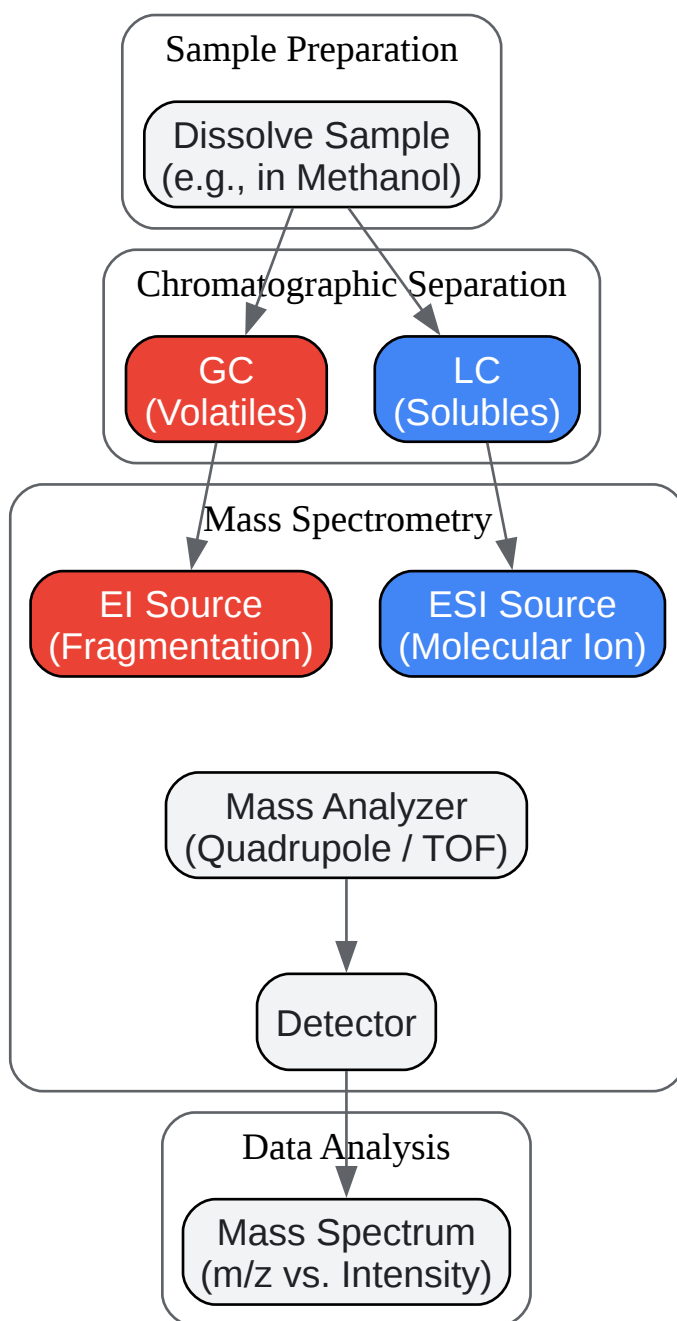 Sample Preparation
Dissolve Sample
(e.g., in Methanol)
Chromatographic Separation
GC
(Volatiles)
LC
(Solubles)
Mass Spectrometry
EI Source
(Fragmentation)
ESI Source
(Molecular Ion)
Mass Analyzer
(Quadrupole / TOF)
Detector
Data Analysis
Mass Spectrum
(m/z vs. Intensity)